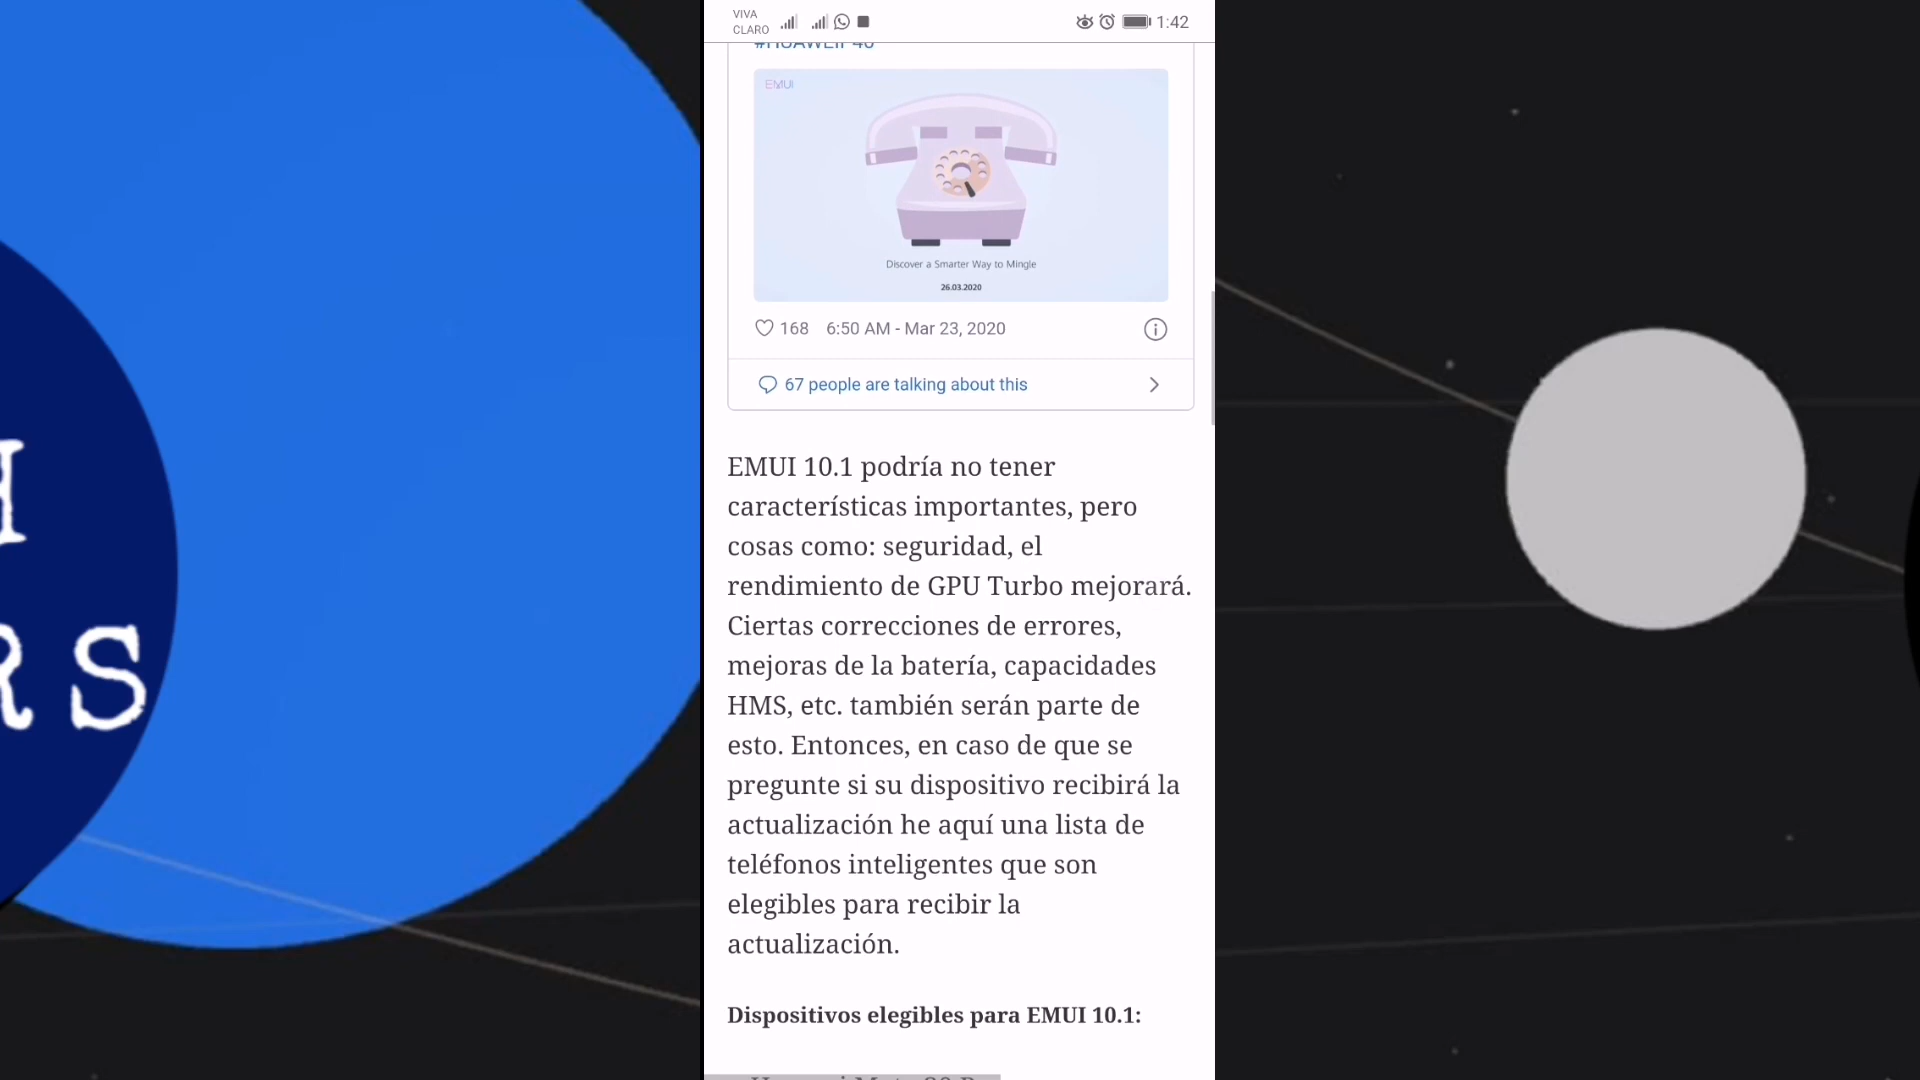 VIVA
CLARO
1:42
EMUI
Discover a Smarter Way to Mingle
26.03.2020
168 6:50 AM - Mar 23, 2020
67 people are talking about this
EMUI 10.1 podría no tener
características importantes, pero
cosas como: seguridad, el
rendimiento de GPU Turbo mejorará.
Ciertas correcciones de errores,
mejoras de la batería, capacidades
HMS, etc. también serán parte de
esto. Entonces, en caso de que se
pregunte si su dispositivo recibirá la
actualización he aquí una lista de
teléfonos inteligentes que son
elegibles para recibir la
actualización.
Dispositivos elegibles para EMUI 10.1: